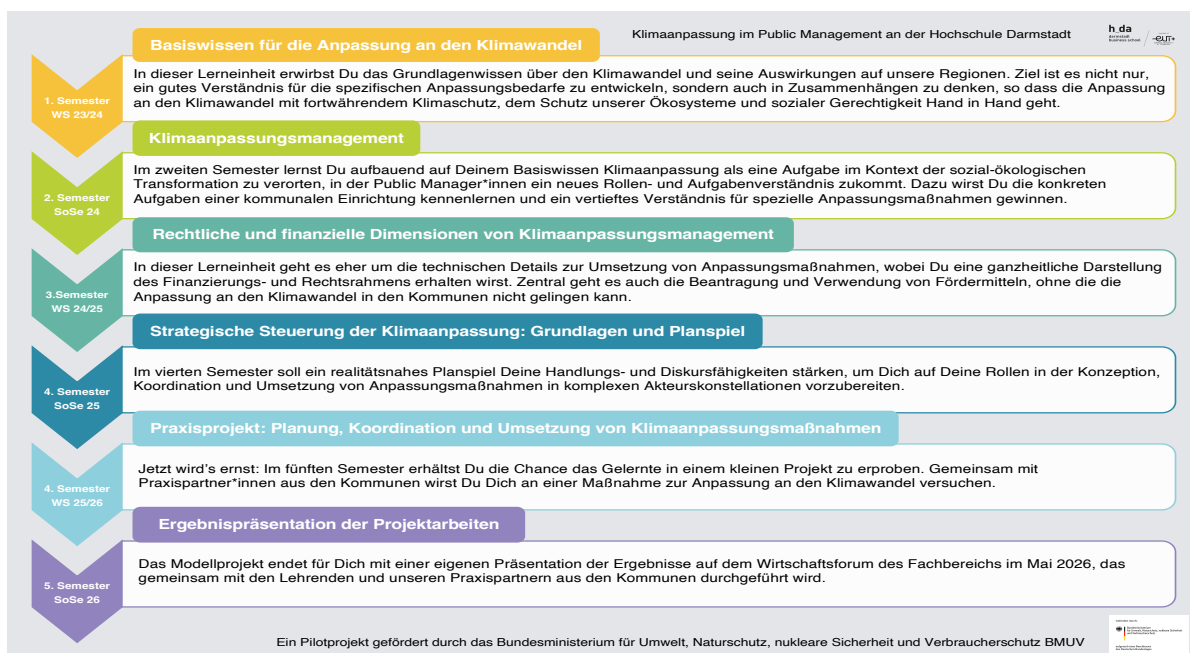 Klimaanpassung im Public Management an der Hochschule Darmstadt
h_da
darmstadt
business school
Basiswissen für die Anpassung an den Klimawandel
1. Semester
WS 23/24
In dieser Lerneinheit erwirbst Du das Grundlagenwissen über den Klimawandel und seine Auswirkungen auf unsere Regionen. Ziel ist es nicht nur,
ein gutes Verständnis für die spezifischen Anpassungsbedarfe zu entwickeln, sondern auch in Zusammenhängen zu denken, so dass die Anpassung
an den Klimawandel mit fortwährendem Klimaschutz, dem Schutz unserer Ökosysteme und sozialer Gerechtigkeit Hand in Hand geht.
Klimaanpassungsmanagement
2. Semester
SoSe 24
Im zweiten Semester lernst Du aufbauend auf Deinem Basiswissen Klimaanpassung als eine Aufgabe im Kontext der sozial-ökologischen
Transformation zu verorten, in der Public Manager*innen ein neues Rollen- und Aufgabenverständnis zukommt. Dazu wirst Du die konkreten
Aufgaben einer kommunalen Einrichtung kennenlernen und ein vertieftes Verständnis für spezielle Anpassungsmaßnahmen gewinnen.
Rechtliche und finanzielle Dimensionen von Klimaanpassungsmanagement
3.Semester
WS 24/25
In dieser Lerneinheit geht es eher um die technischen Details zur Umsetzung von Anpassungsmaßnahmen, wobei Du eine ganzheitliche Darstellung
des Finanzierungs- und Rechtsrahmens erhalten wirst. Zentral geht es auch die Beantragung und Verwendung von Fördermitteln, ohne die die
Anpassung an den Klimawandel in den Kommunen nicht gelingen kann.
Strategische Steuerung der Klimaanpassung: Grundlagen und Planspiel
4. Semester
SoSe 25
Im vierten Semester soll ein realitätsnahes Planspiel Deine Handlungs- und Diskursfähigkeiten stärken, um Dich auf Deine Rollen in der Konzeption,
Koordination und Umsetzung von Anpassungsmaßnahmen in komplexen Akteurskonstellationen vorzubereiten.
Praxisprojekt: Planung, Koordination und Umsetzung von Klimaanpassungsmaßnahmen
4. Semester
WS 25/26
Jetzt wird's ernst: Im fünften Semester erhältst Du die Chance das Gelernte in einem kleinen Projekt zu erproben. Gemeinsam mit
Praxispartner*innen aus den Kommunen wirst Du Dich an einer Maßnahme zur Anpassung an den Klimawandel versuchen.
Ergebnispräsentation der Projektarbeiten
5. Semester
SoSe 26
Das Modellprojekt endet für Dich mit einer eigenen Präsentation der Ergebnisse auf dem Wirtschaftsforum des Fachbereichs im Mai 2026, das
gemeinsam mit den Lehrenden und unseren Praxispartnern aus den Kommunen durchgeführt wird.
Ein Pilotprojekt gefördert durch das Bundesministerium für Umwelt, Naturschutz, nukleare Sicherheit und Verbraucherschutz BMUV